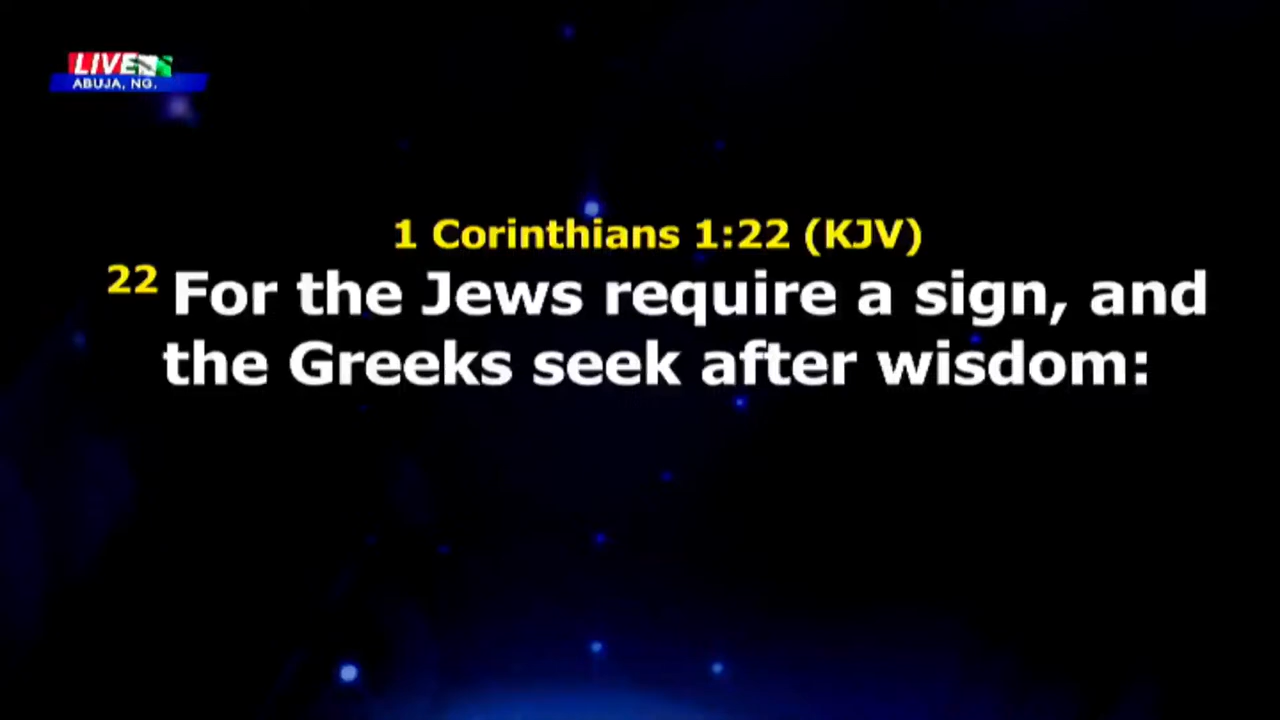 LIVE
ABUJA, NG.
1 Corinthians 1:22 (KJV)
22 For the Jews require a sign, and
the Greeks seek after wisdom: